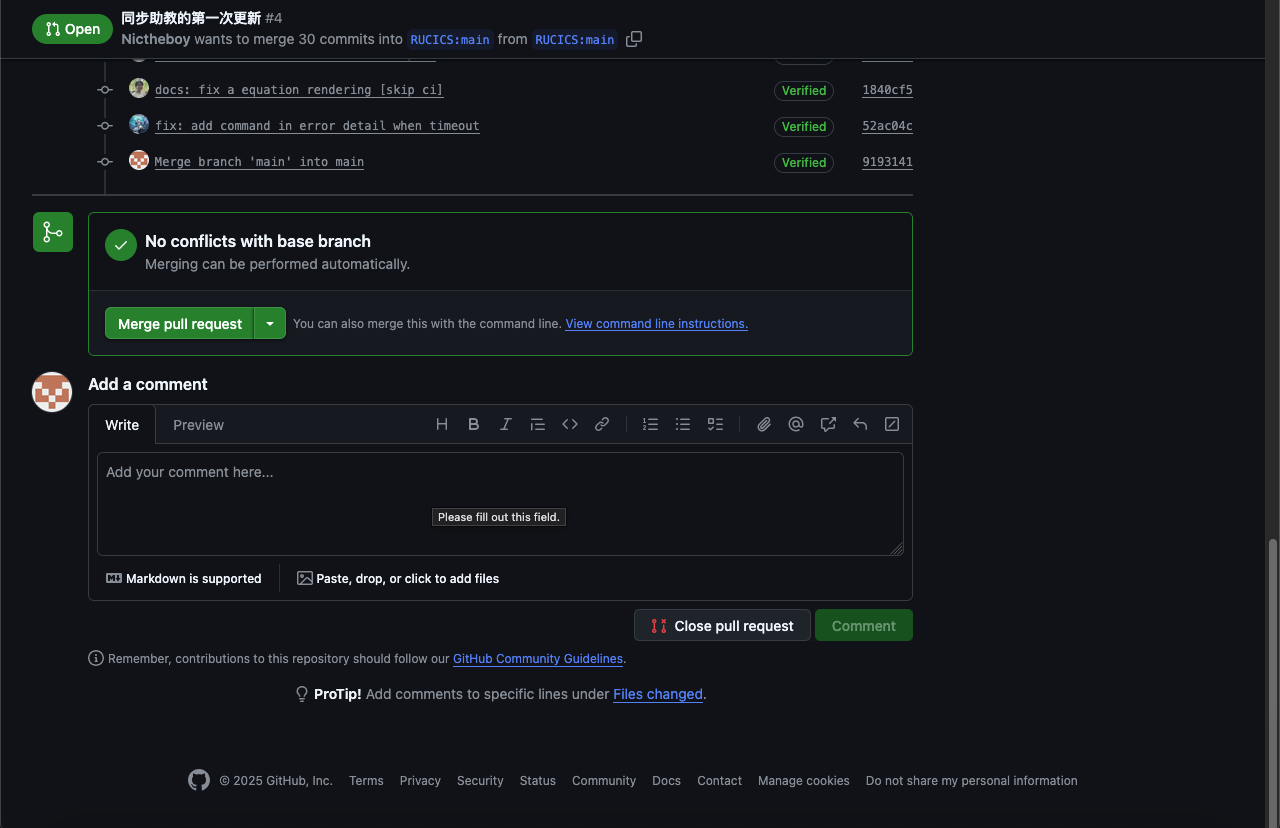 Open
同步助教的第一次更新 #4
Nictheboy wants to merge 30 commits into RUCICS:main from RUCICS:main
docs: fix a equation rendering [skip ci] Verified 1840cf5
fix: add command in error detail when timeout Verified 52ac04c
Merge branch 'main' into main Verified 9193141
No conflicts with base branch
Merging can be performed automatically.
Merge pull request You can also merge this with the command line. View command line instructions.
Add a comment
Write Preview
Add your comment here...
Please fill out this field.
Markdown is supported Paste, drop, or click to add files
Close pull request Comment
Remember, contributions to this repository should follow our GitHub Community Guidelines.
ProTip! Add comments to specific lines under Files changed.
© 2025 GitHub, Inc. Terms Privacy Security Status Community Docs Contact Manage cookies Do not share my personal information